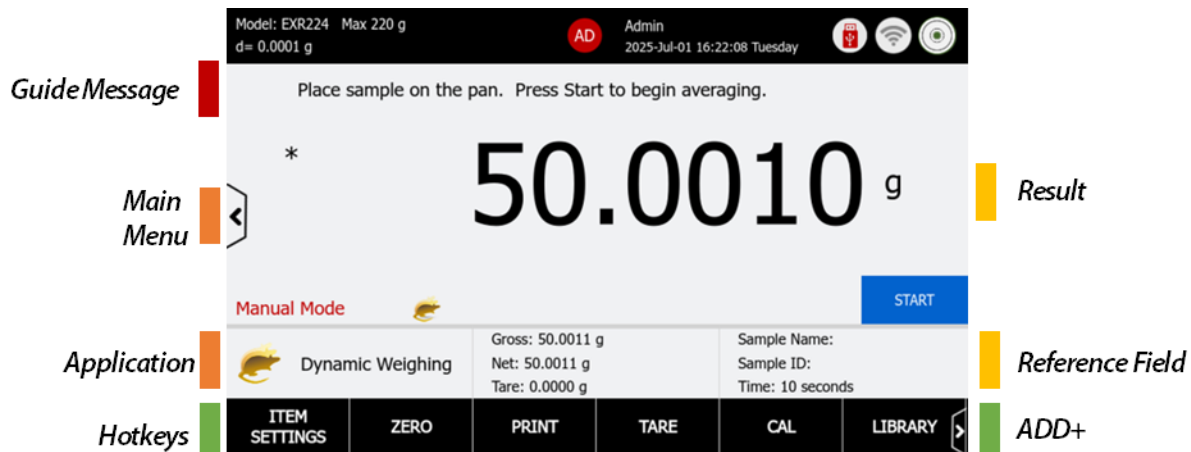 Model: EXR224 Max 220 g
d= 0.0001 g
AD
Admin
2025-Jul-01 16:22:08 Tuesday
Guide Message
Place sample on the pan. Press Start to begin averaging.
*
50.0010 g
Main
Menu
Result
Manual Mode
START
Application
Dynamic Weighing
Gross: 50.0011 g
Net: 50.0011 g
Tare: 0.0000 g
Sample Name:
Sample ID:
Time: 10 seconds
Reference Field
Hotkeys
ITEM
SETTINGS
ZERO
PRINT
TARE
CAL
LIBRARY
ADD+